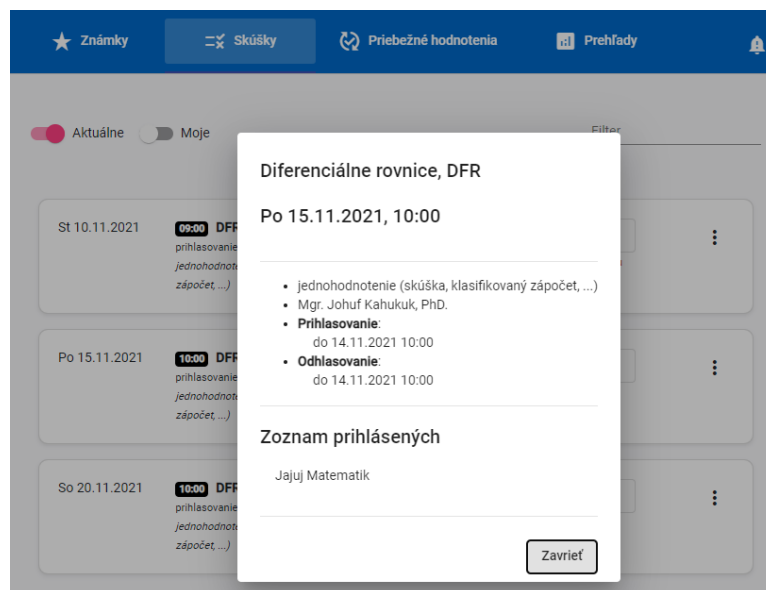 Známky
Skúšky
Priebežné hodnotenia
Prehľady
Aktuálne
Moje
Filter
Diferenciálne rovnice, DFR
Po 15.11.2021, 10:00
jednohodnotenie (skúška, klasifikovaný zápočet, ...)
Mgr. Johuf Kahukuk, PhD.
Prihlasovanie:
do 14.11.2021 10:00
Odhlasovanie:
do 14.11.2021 10:00
Zoznam prihlásených
Jajuj Matematik
Zavrieť
St 10.11.2021
09:00 DFR
prihlasovanie
jednohodnote
zápočet, ...)
Po 15.11.2021
10:00 DFR
prihlasovanie
jednohodnote
zápočet, ...)
So 20.11.2021
10:00 DFR
prihlasovanie
jednohodnote
zápočet, ...)